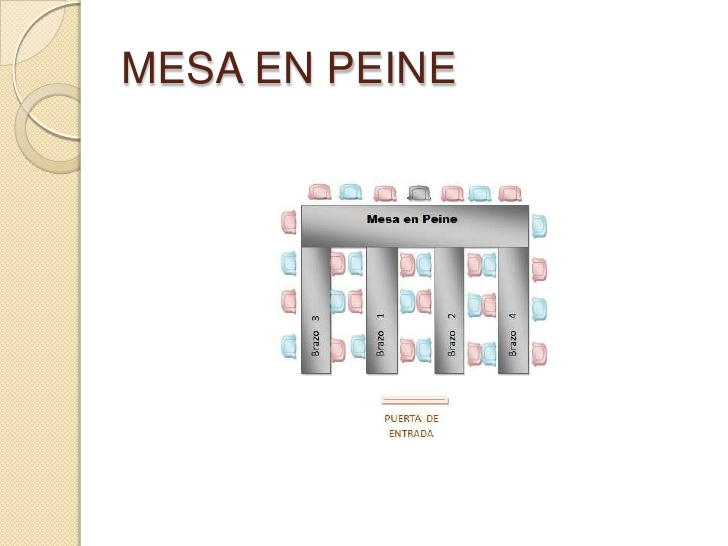 MESA EN PEINE
Mesa en Peine
Brazo 3
Brazo 1
Brazo 2
Brazo 4
PUERTA DE
ENTRADA